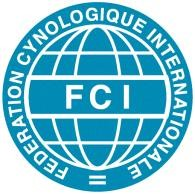 FEDERATION CYNOLOGIQUE INTERNATIONALE
FCI